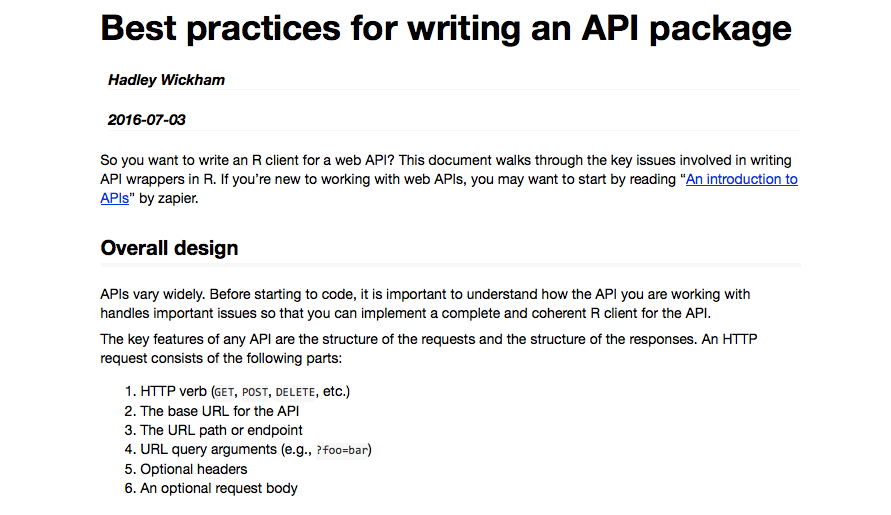 Best practices for writing an API package
Hadley Wickham
2016-07-03
So you want to write an R client for a web API? This document walks through the key issues involved in writing
API wrappers in R. If you’re new to working with web APIs, you may want to start by reading “An introduction to
APIs” by zapier.
Overall design
APIs vary widely. Before starting to code, it is important to understand how the API you are working with
handles important issues so that you can implement a complete and coherent R client for the API.
The key features of any API are the structure of the requests and the structure of the responses. An HTTP
request consists of the following parts:
1. HTTP verb (GET, POST, DELETE, etc.)
2. The base URL for the API
3. The URL path or endpoint
4. URL query arguments (e.g., ?foo=bar)
5. Optional headers
6. An optional request body